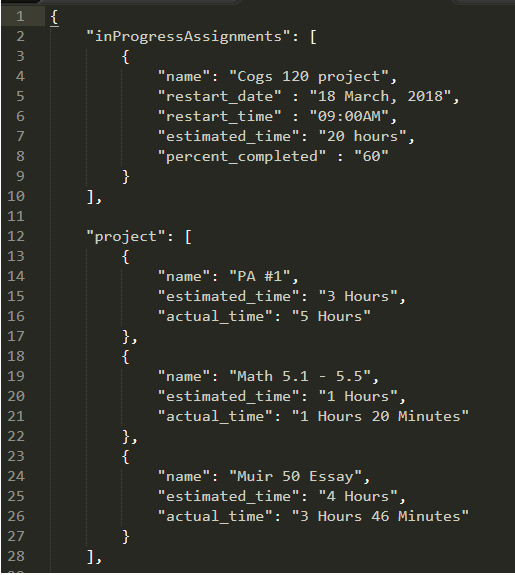 1 {
2     "inProgressAssignments": [
3         {
4             "name": "Cogs 120 project",
5             "restart_date" : "18 March, 2018",
6             "restart_time" : "09:00AM",
7             "estimated_time": "20 hours",
8             "percent_completed" : "60"
9         }
10     ],
11
12     "project": [
13         {
14             "name": "PA #1",
15             "estimated_time": "3 Hours",
16             "actual_time": "5 Hours"
17         },
18         {
19             "name": "Math 5.1 - 5.5",
20             "estimated_time": "1 Hours",
21             "actual_time": "1 Hours 20 Minutes"
22         },
23         {
24             "name": "Muir 50 Essay",
25             "estimated_time": "4 Hours",
26             "actual_time": "3 Hours 46 Minutes"
27         }
28     ],